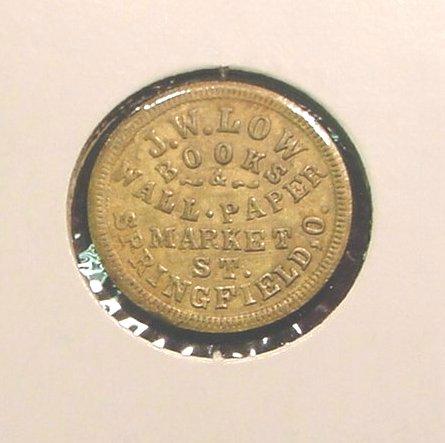 J.W.LOW
BOOKS
&
WALL.PAPER
MARKET
ST.
SPRINGFIELD,O.